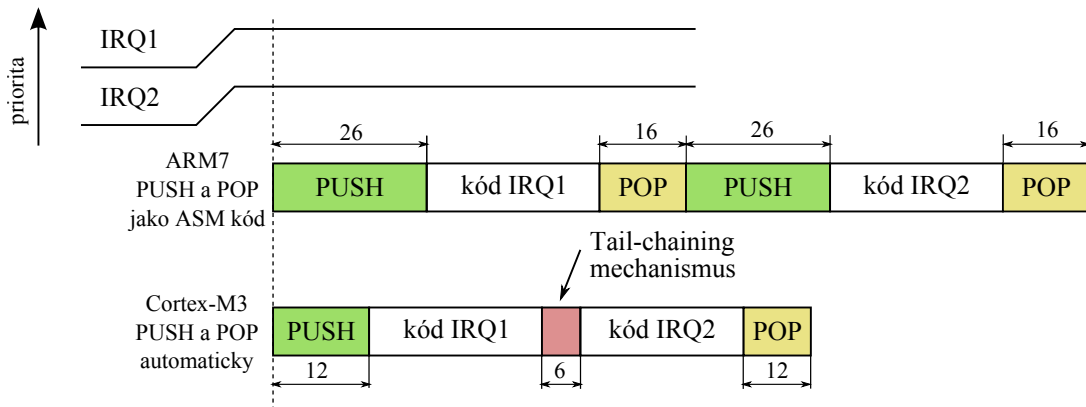 priorita
IRQ1
IRQ2
26
16
26
16
ARM7
PUSH a POP
jako ASM kód
PUSH
kód IRQ1
POP
PUSH
kód IRQ2
POP
Tail-chaining
mechanismus
Cortex-M3
PUSH a POP
automaticky
PUSH
kód IRQ1
kód IRQ2
POP
12
6
12